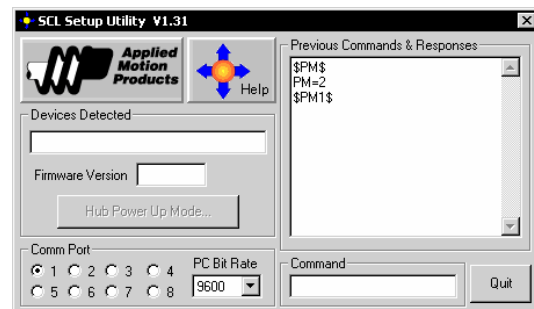 SCL Setup Utility V1.31
Applied
Motion
Products
Help
Devices Detected
Firmware Version
Hub Power Up Mode...
Comm Port
1 2 3 4
5 6 7 8
PC Bit Rate
9600
Previous Commands & Responses
$PM$
PM=2
$PM1$
Command
Quit